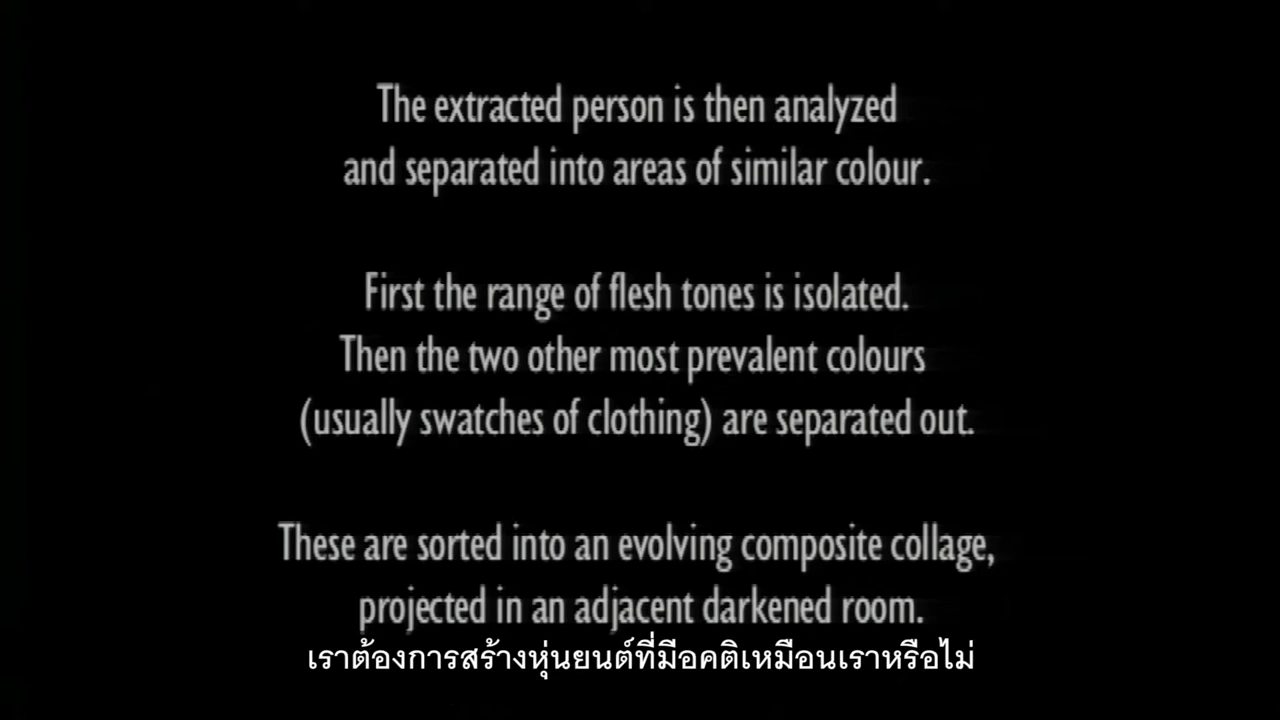 The extracted person is then analyzed
and separated into areas of similar colour.
First the range of flesh tones is isolated.
Then the two other most prevalent colours
(usually swatches of clothing) are separated out.
These are sorted into an evolving composite collage,
projected in an adjacent darkened room.
เราต้องการสร้างหุ่นยนต์ที่มีอคติเหมือนเราหรือไม่